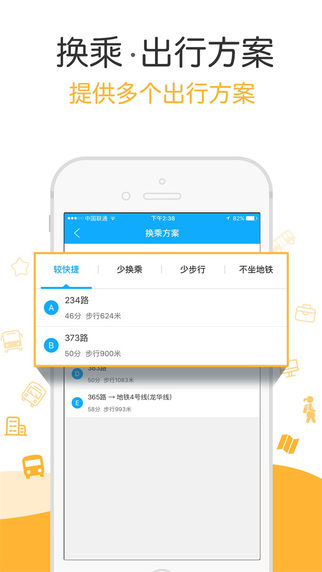 换乘·出行方案
提供多个出行方案
中国联通 下午2:38 82%
换乘方案
较快捷 少换乘 少步行 不坐地铁
A 234路
46分 步行624米
B 373路
50分 步行900米
D 383路
50分 步行1083米
E 365路 → 地铁4号线(龙华线)
58分 步行993米